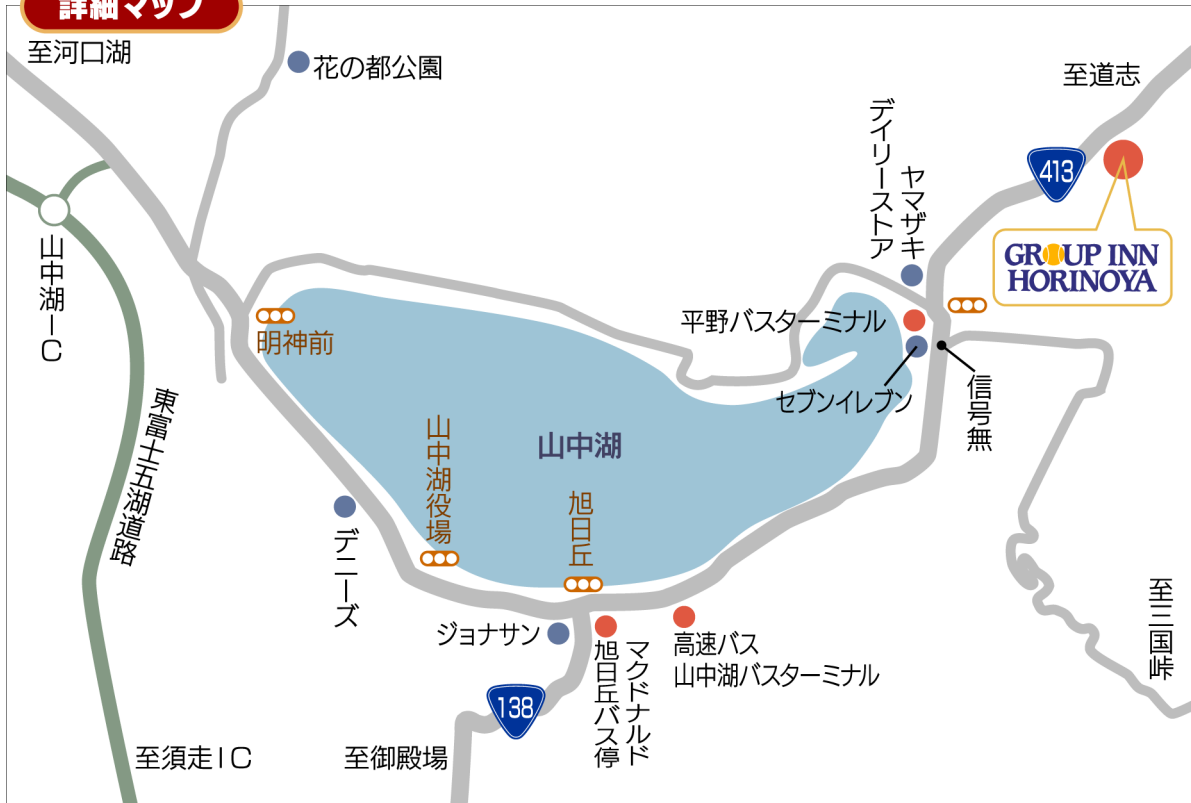 詳細マップ
至河口湖
花の都公園
至道志
デイリーストア
ヤマザキ
413
GROUP INN
HORINOYA
山中湖IC
平野バスターミナル
明神前
セブンイレブン
信号無
東富士五湖道路
山中湖
山中湖役場
旭日丘
デニーズ
至三国峠
ジョナサン
マクドナルド
旭日丘バス停
高速バス
山中湖バスターミナル
138
至須走IC
至御殿場